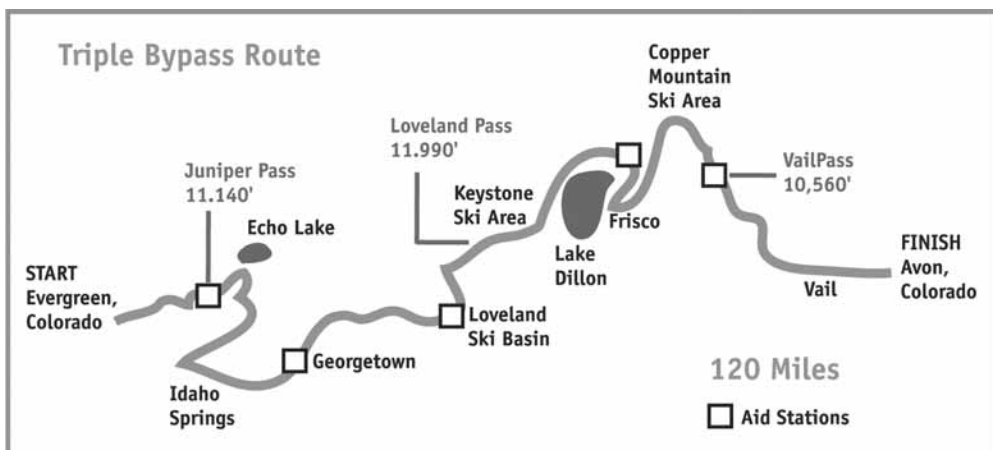 Triple Bypass Route
Copper
Mountain
Ski Area
Loveland Pass
11.990'
Juniper Pass
11.140'
VailPass
10,560'
Keystone
Ski Area
Echo Lake
Frisco
Lake
Dillon
START
Evergreen,
Colorado
FINISH
Avon,
Colorado
Vail
Loveland
Ski Basin
Georgetown
Idaho
Springs
120 Miles
Aid Stations